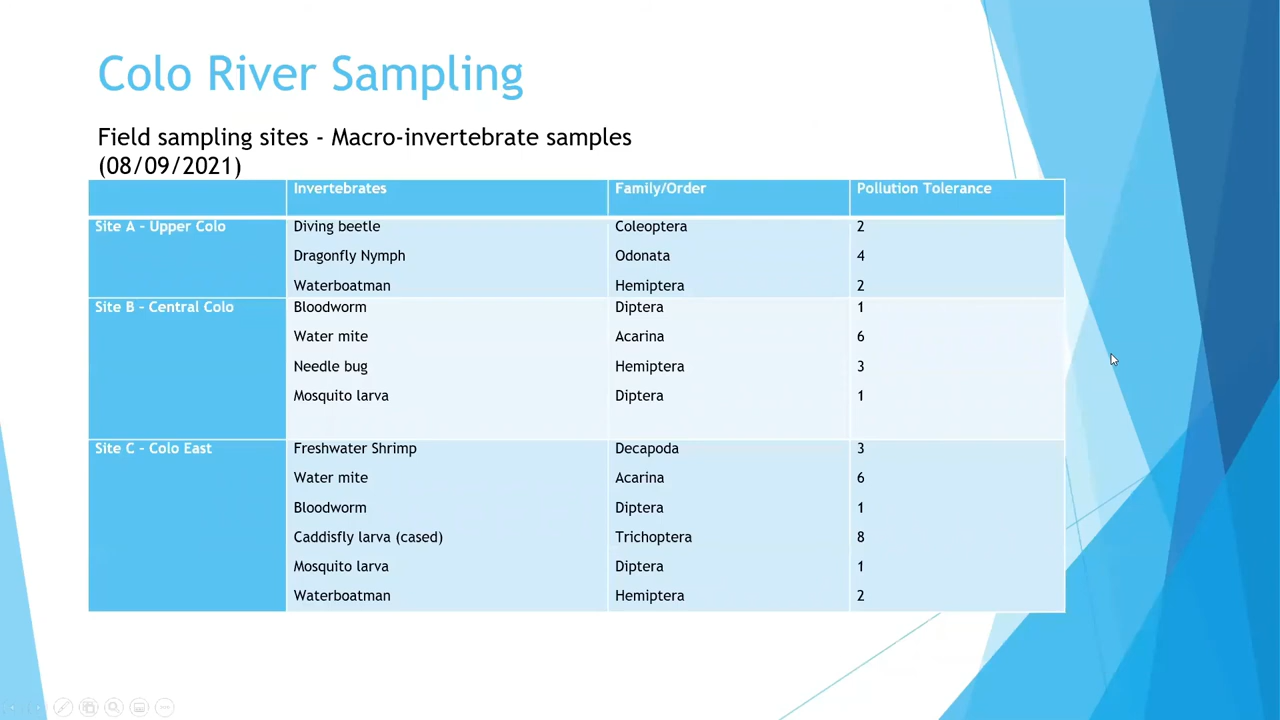 Colo River Sampling
Field sampling sites - Macro-invertebrate samples
(08/09/2021)
Invertebrates Family/Order Pollution Tolerance
Site A - Upper Colo Diving beetle Coleoptera 2
Dragonfly Nymph Odonata 4
Waterboatman Hemiptera 2
Site B - Central Colo Bloodworm Diptera 1
Water mite Acarina 6
Needle bug Hemiptera 3
Mosquito larva Diptera 1
Site C - Colo East Freshwater Shrimp Decapoda 3
Water mite Acarina 6
Bloodworm Diptera 1
Caddisfly larva (cased) Trichoptera 8
Mosquito larva Diptera 1
Waterboatman Hemiptera 2